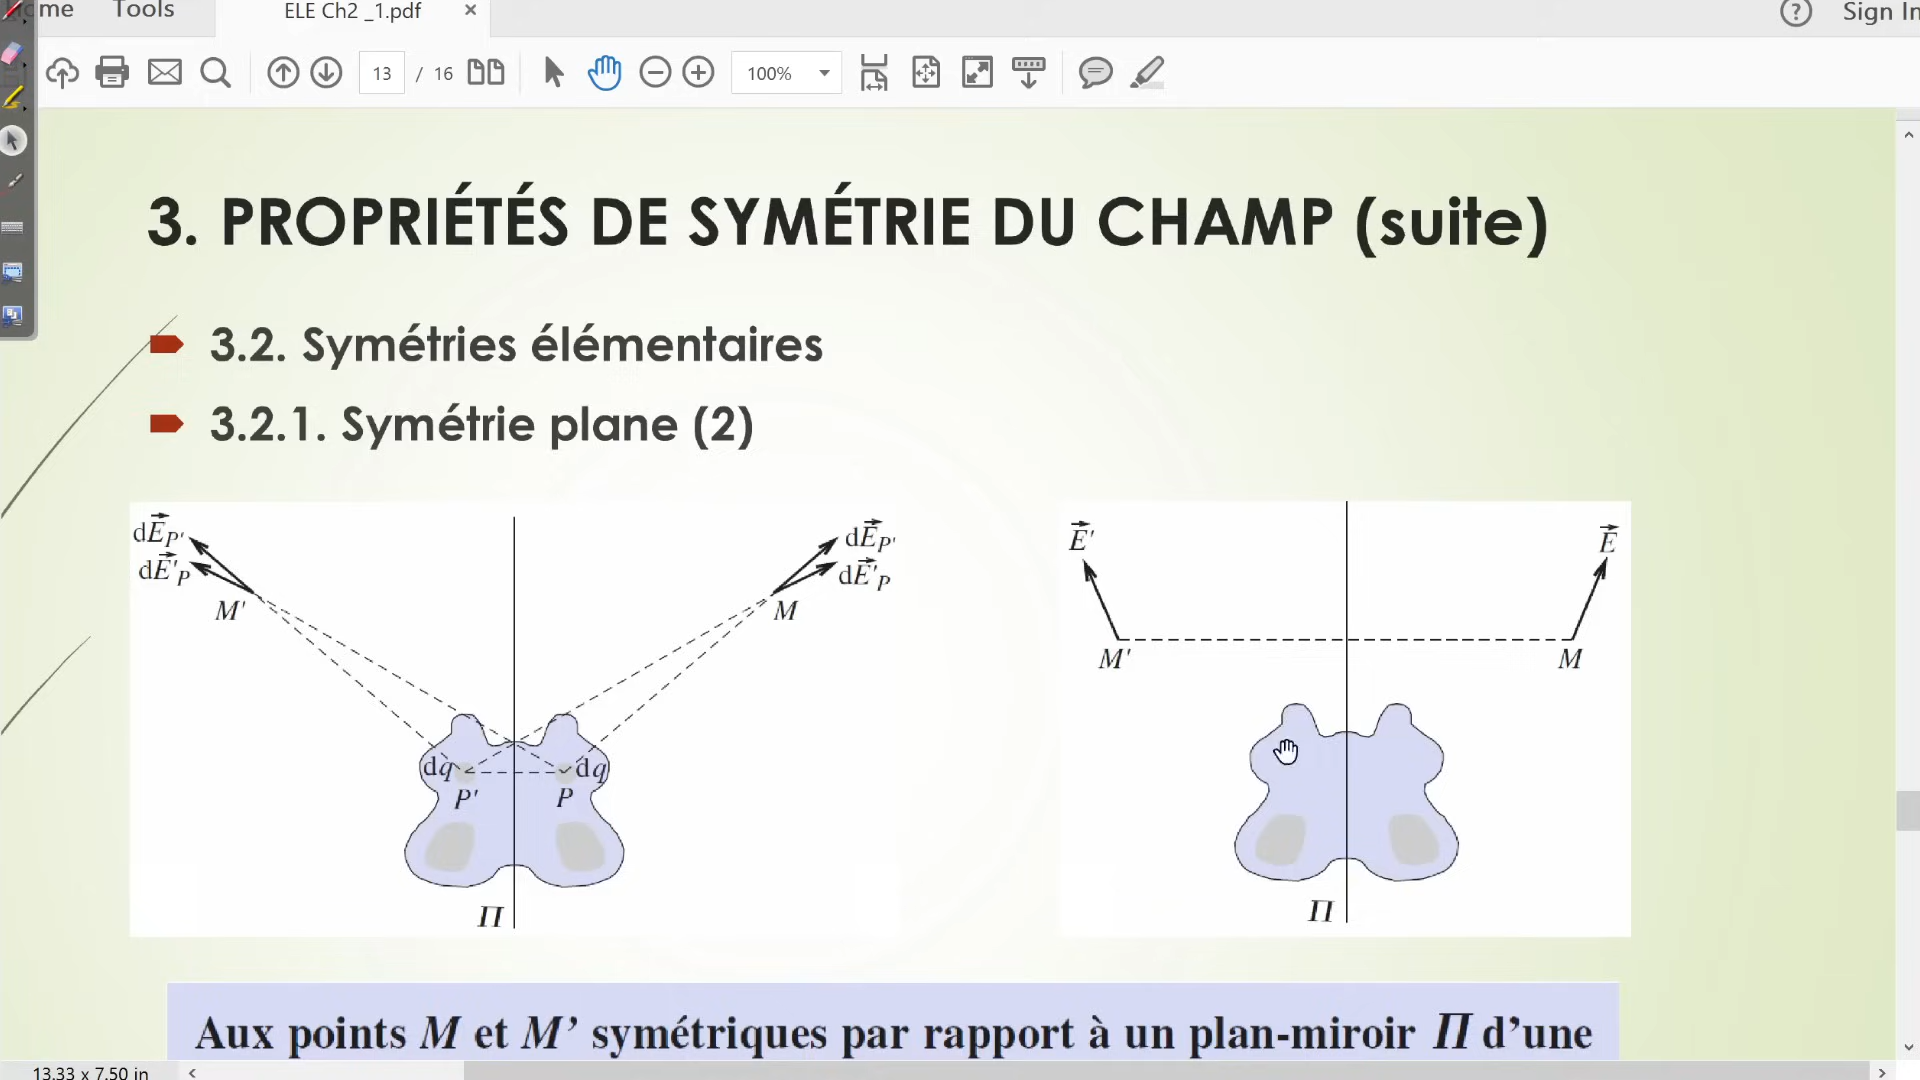 ome Tools ELE Ch2 _1.pdf × ? Sign In
13 / 16 100%
3. PROPRIÉTÉS DE SYMÉTRIE DU CHAMP (suite)
3.2. Symétries élémentaires
3.2.1. Symétrie plane (2)
dE⃗P' dE⃗P' E⃗' E⃗
dE⃗'P dE⃗'P
M' M M' M
dq dq
P' P
Π Π
Aux points M et M’ symétriques par rapport à un plan-miroir Π d’une
13.33 x 7.50 in